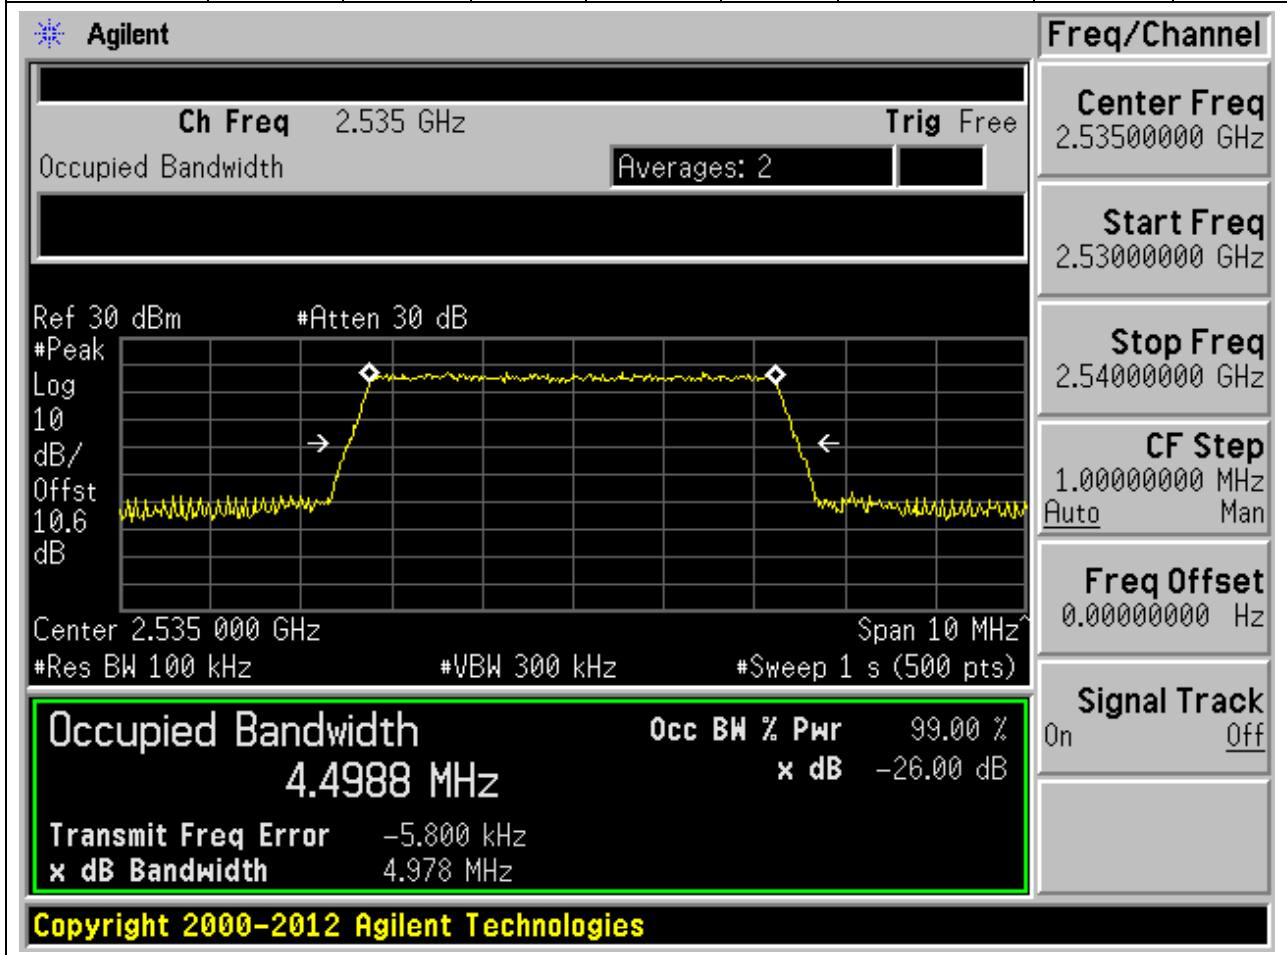 Agilent
Freq/Channel
Ch Freq 2.535 GHz Trig Free
Occupied Bandwidth Averages: 2
Center Freq
2.53500000 GHz
Start Freq
2.53000000 GHz
Stop Freq
2.54000000 GHz
CF Step
1.00000000 MHz
Auto Man
Freq Offset
0.00000000 Hz
Signal Track
On Off
Ref 30 dBm #Atten 30 dB
#Peak
Log
10
dB/
Offst
10.6
dB
Center 2.535 000 GHz Span 10 MHz^
#Res BW 100 kHz #VBW 300 kHz #Sweep 1 s (500 pts)
Occupied Bandwidth
4.4988 MHz
Occ BW % Pwr 99.00 %
x dB -26.00 dB
Transmit Freq Error -5.800 kHz
x dB Bandwidth 4.978 MHz
Copyright 2000-2012 Agilent Technologies